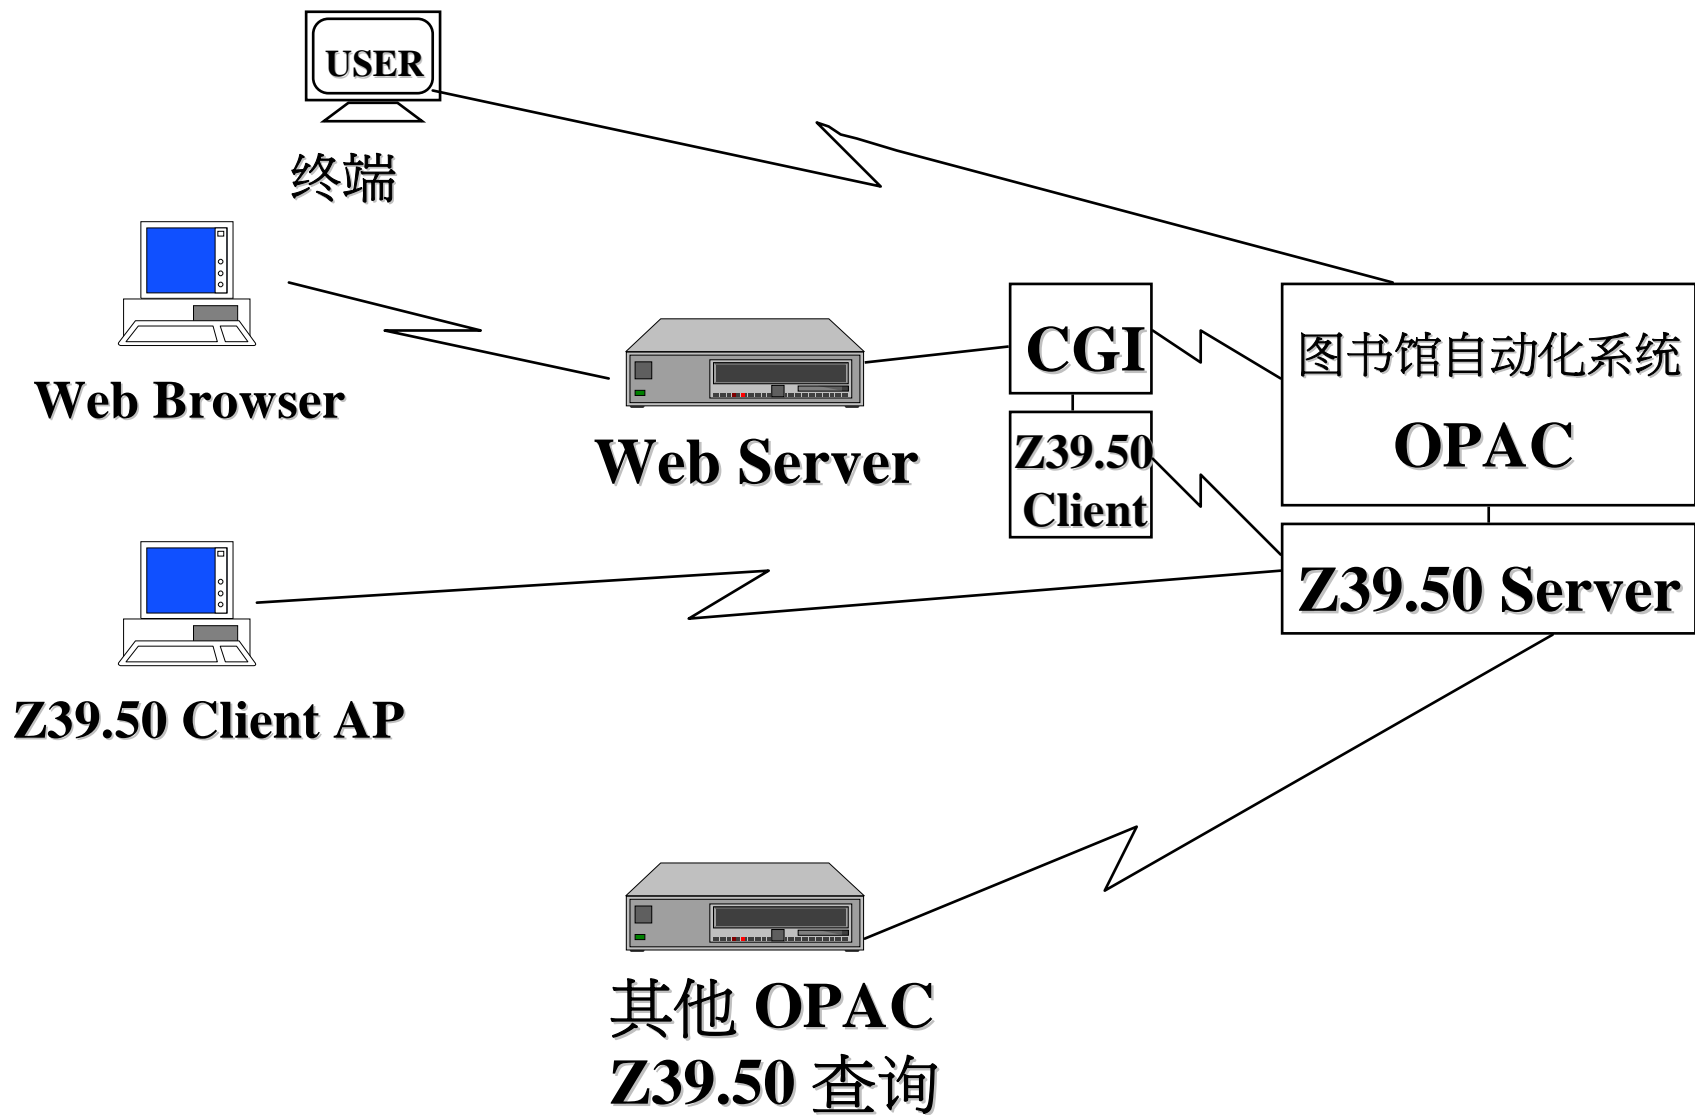 USER
终端
Web Browser
Web Server
CGI
Z39.50
Client
图书馆自动化系统
OPAC
Z39.50 Server
Z39.50 Client AP
其他 OPAC
Z39.50 查询